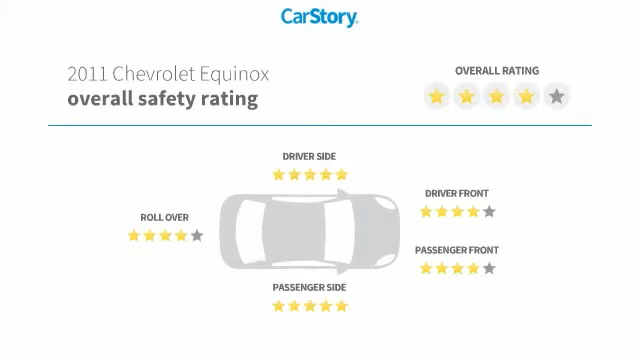 CarStory
2011 Chevrolet Equinox
overall safety rating
OVERALL RATING
DRIVER SIDE
DRIVER FRONT
ROLL OVER
PASSENGER FRONT
PASSENGER SIDE